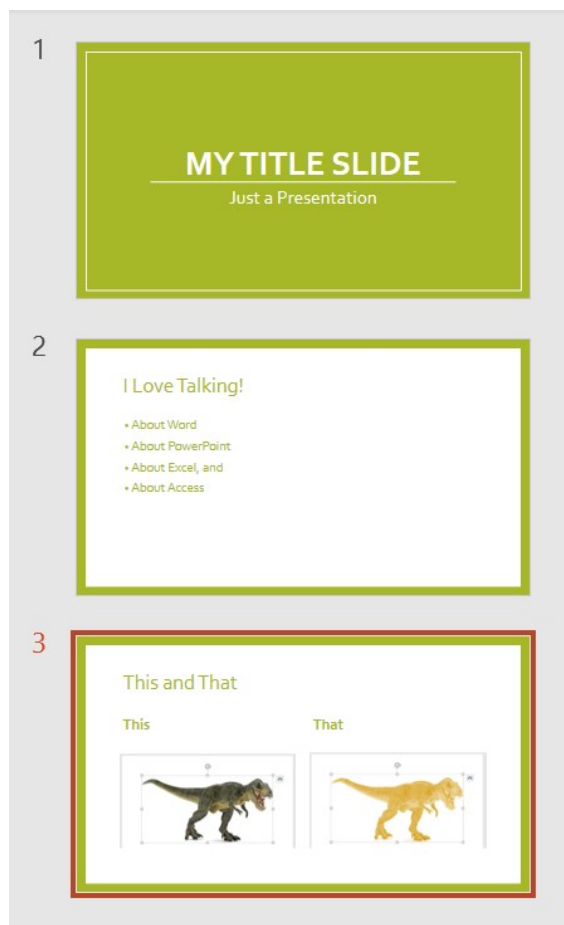 1
MY TITLE SLIDE
Just a Presentation
2
I Love Talking!
• About Word
• About PowerPoint
• About Excel, and
• About Access
3
This and That
This That